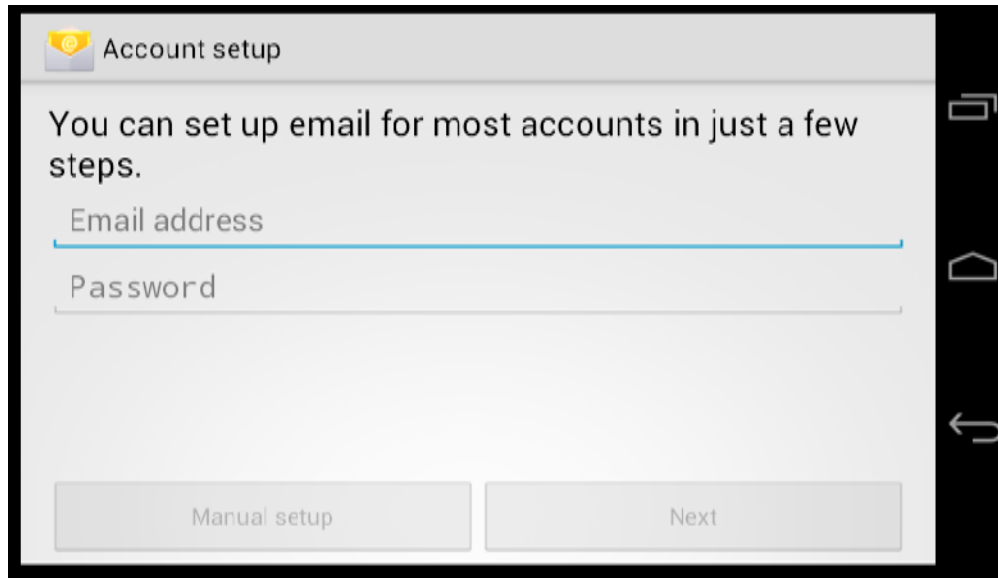 Account setup
You can set up email for most accounts in just a few
steps.
Email address
Password
Manual setup
Next